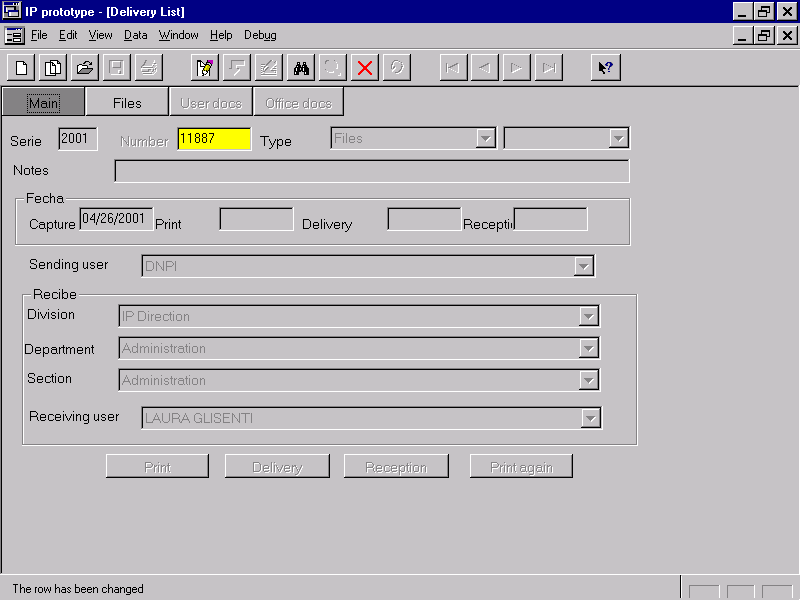 IP prototype - [Delivery List]
File Edit View Data Window Help Debug
Main Files User docs Office docs
Serie 2001 Number 11887 Type Files
Notes
Fecha
Capture 04/26/2001 Print Delivery Recepti
Sending user DNPI
Recibe
Division IP Direction
Department Administration
Section Administration
Receiving user LAURA GLISENTI
Print Delivery Reception Print again
The row has been changed